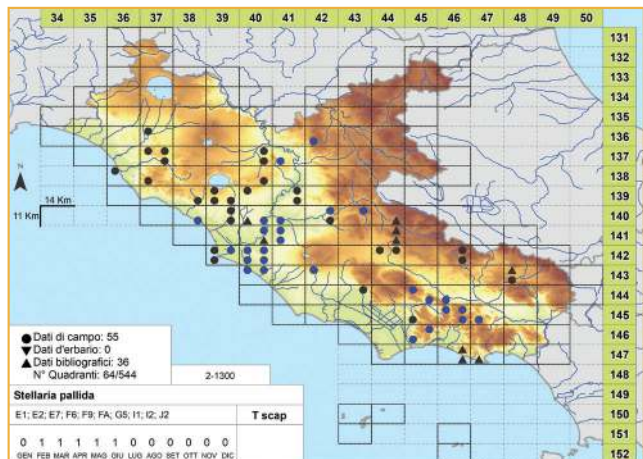 34 35 36 37 38 39 40 41 42 43 44 45 46 47 48 49 50
131
132
133
134
135
136
137
138
139
140
141
142
143
144
145
146
147
148
149
150
151
152
N
14 Km
11 Km
Dati di campo: 55
Dati d'erbario: 0
Dati bibliografici: 36
N° Quadranti: 64/544
2-1300
Stellaria pallida
E1; E2; E7; F6; F9; FA; G5; I1; I2; J2
T scap
0 1 1 1 1 1 0 0 0 0 0 0
GEN FEB MAR APR MAG GIU LUG AGO SET OTT NOV DIC